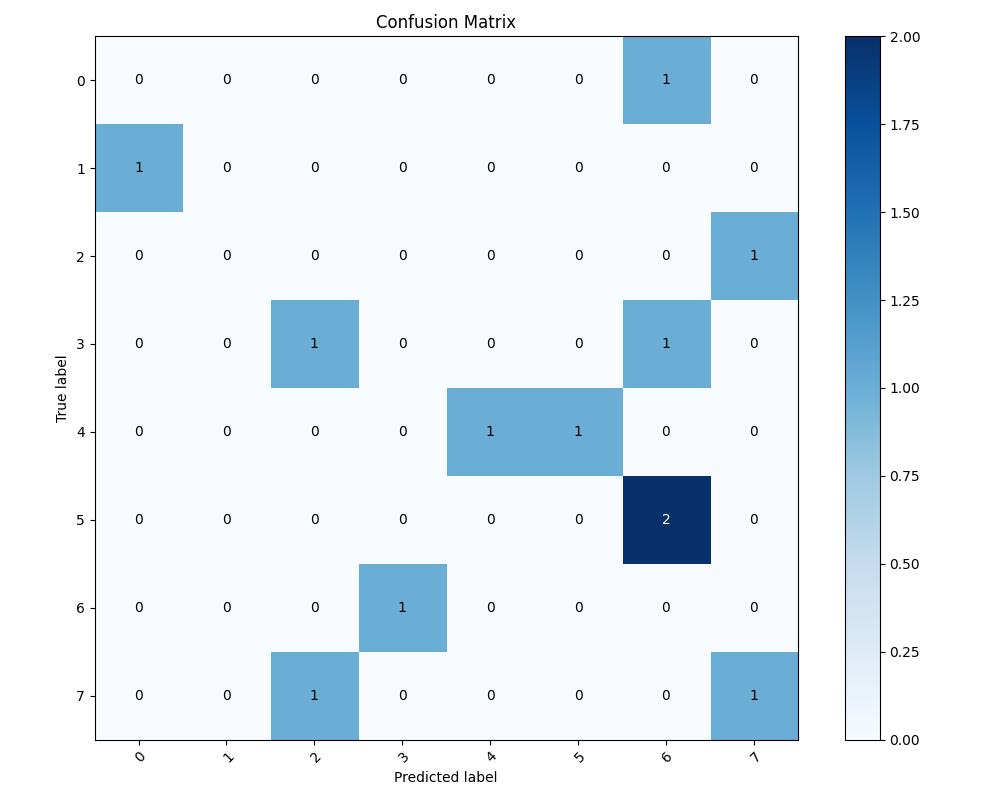 Confusion Matrix
True label
0 0 0 0 0 0 0 1 0
1 1 0 0 0 0 0 0 0
2 0 0 0 0 0 0 0 1
3 0 0 1 0 0 0 1 0
4 0 0 0 0 1 1 0 0
5 0 0 0 0 0 0 2 0
6 0 0 0 1 0 0 0 0
7 0 0 1 0 0 0 0 1
0 1 2 3 4 5 6 7
Predicted label
2.00
1.75
1.50
1.25
1.00
0.75
0.50
0.25
0.00